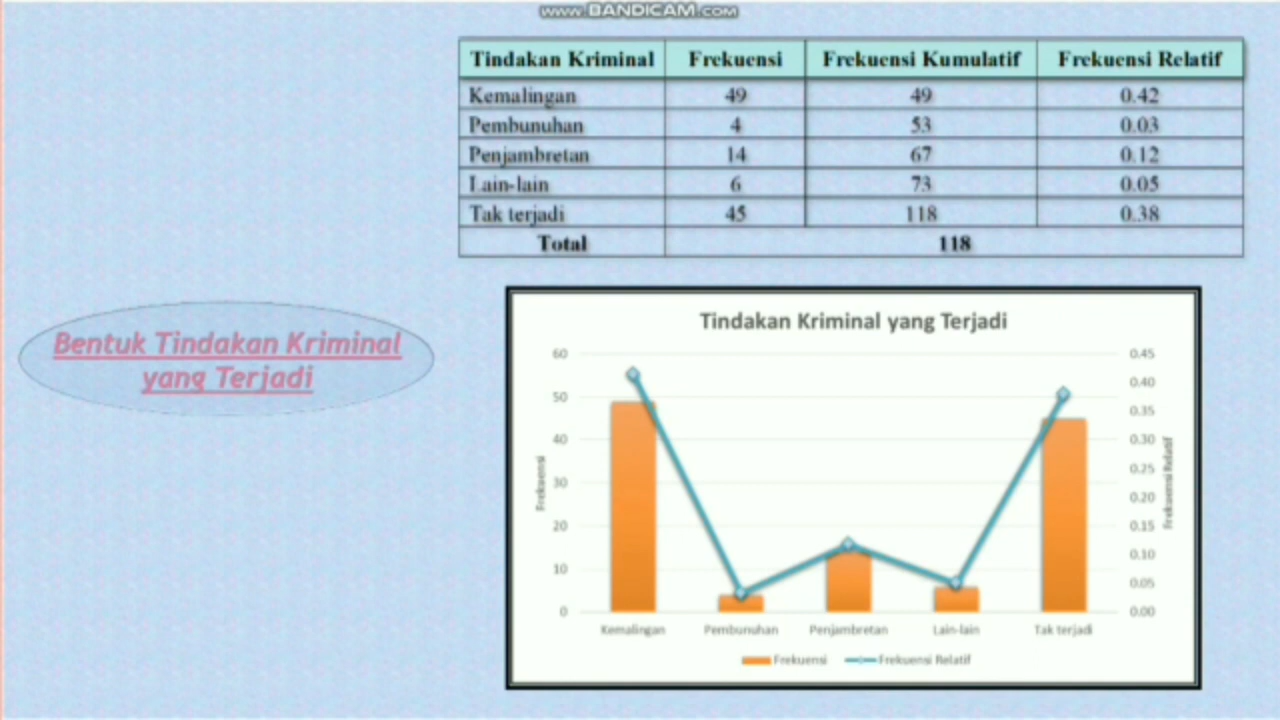 www.BANDICAM.com
Tindakan Kriminal Frekuensi Frekuensi Kumulatif Frekuensi Relatif
Kemalingan 49 49 0.42
Pembunuhan 4 53 0.03
Penjambretan 14 67 0.12
Lain-lain 6 73 0.05
Tak terjadi 45 118 0.38
Total 118
Bentuk Tindakan Kriminal
yang Terjadi
Tindakan Kriminal yang Terjadi
60 0.45
0.40
50 0.35
40 0.30
30 0.25
0.20
20 0.15
10 0.10
0.05
0 0.00
Frekuensi
Frekuensi Relatif
Kemalingan Pembunuhan Penjambretan Lain-lain Tak terjadi
Frekuensi Frekuensi Relatif